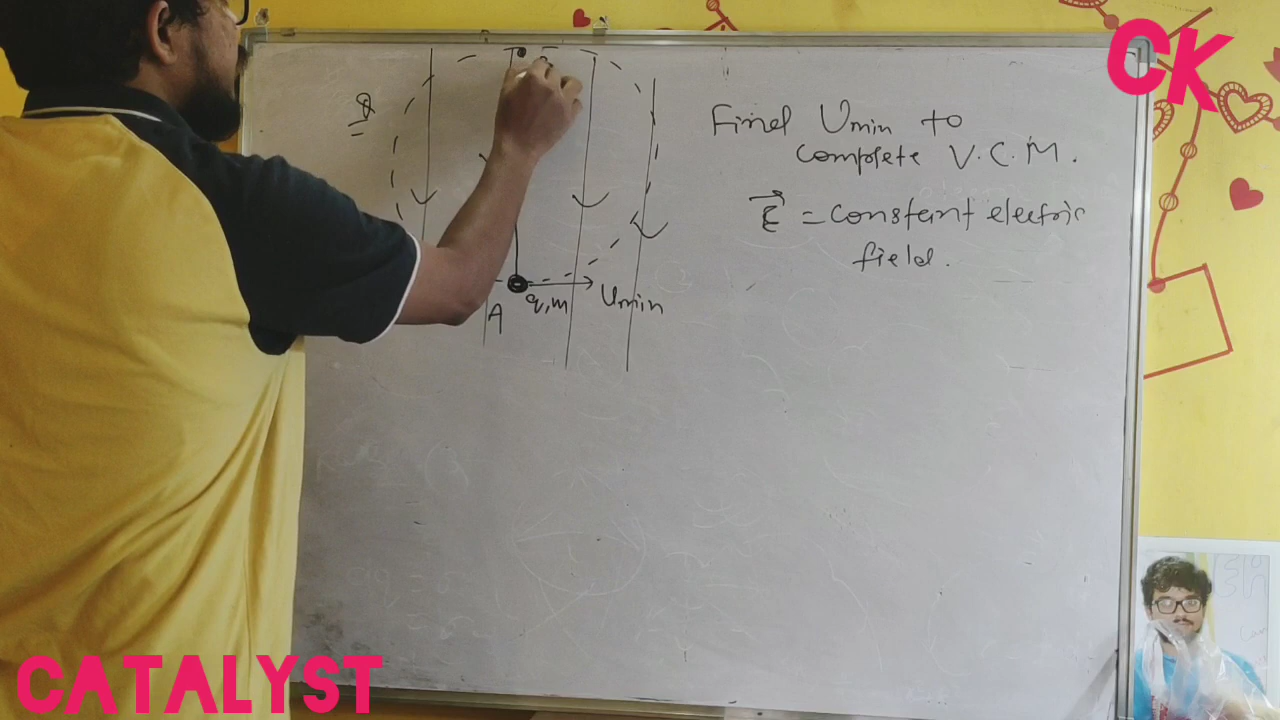 CK
Q
Find Umin to
complete V.C.M.
E = constant electric
field.
A
q,m
Umin
CATALYST